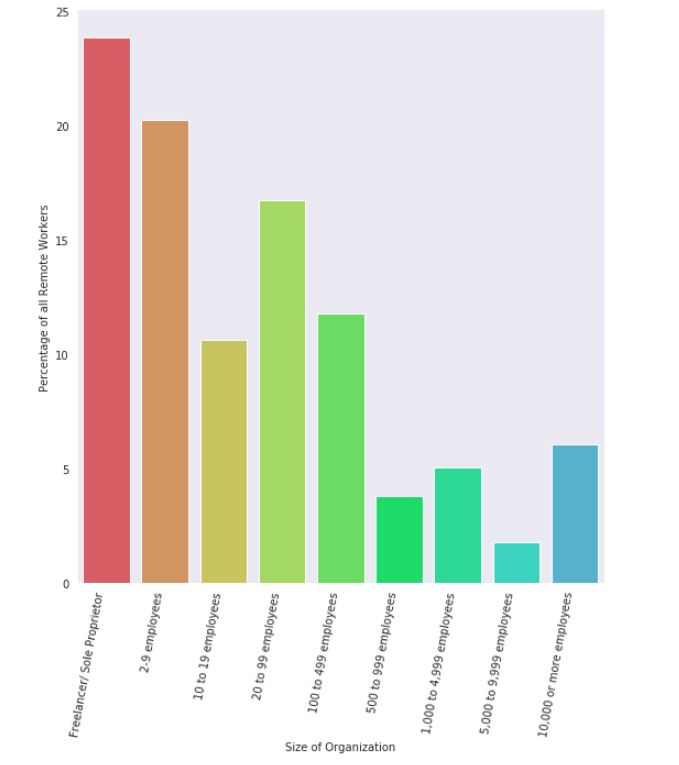 25
20
15
10
5
0
Percentage of all Remote Workers
Freelancer/ Sole Proprietor
2-9 employees
10 to 19 employees
20 to 99 employees
100 to 499 employees
500 to 999 employees
1,000 to 4,999 employees
5,000 to 9,999 employees
10,000 or more employees
Size of Organization